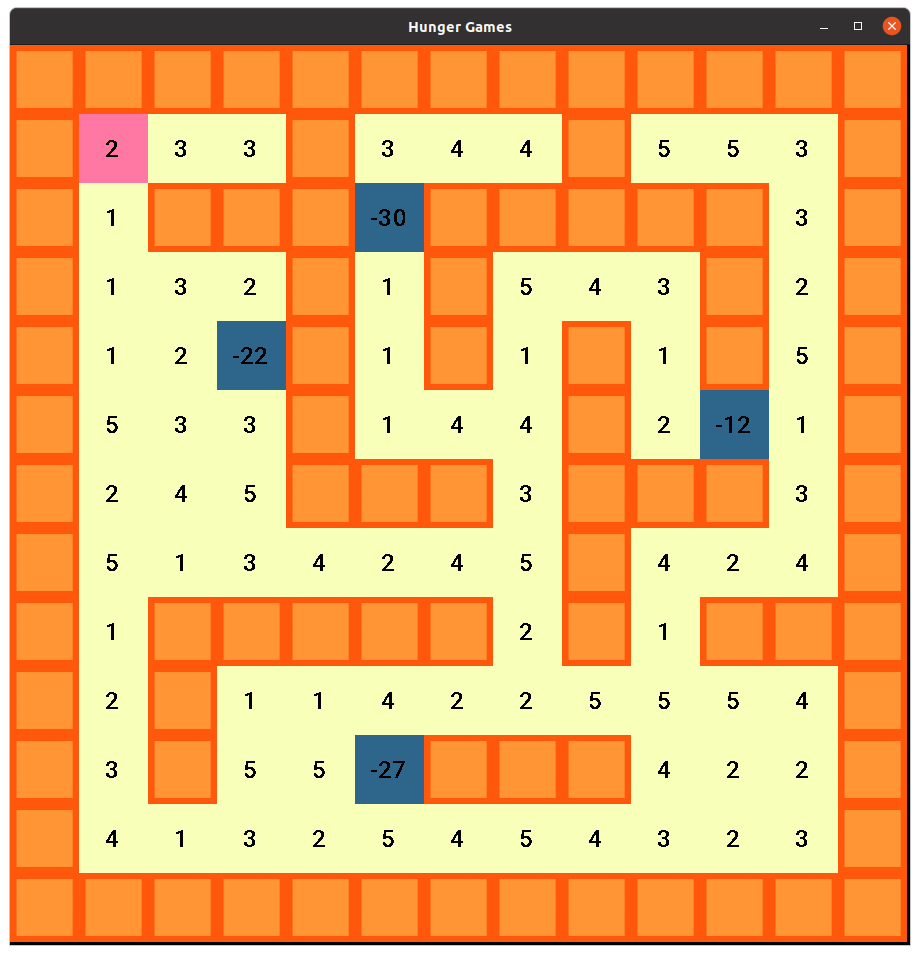 Hunger Games
2 3 3 3 4 4 5 5 3
1 -30 3
1 3 2 1 5 4 3 2
1 2 -22 1 1 1 5
5 3 3 1 4 4 2 -12 1
2 4 5 3 3
5 1 3 4 2 4 5 4 2 4
1 2 1
2 1 1 4 2 2 5 5 5 4
3 5 5 -27 4 2 2
4 1 3 2 5 4 5 4 3 2 3